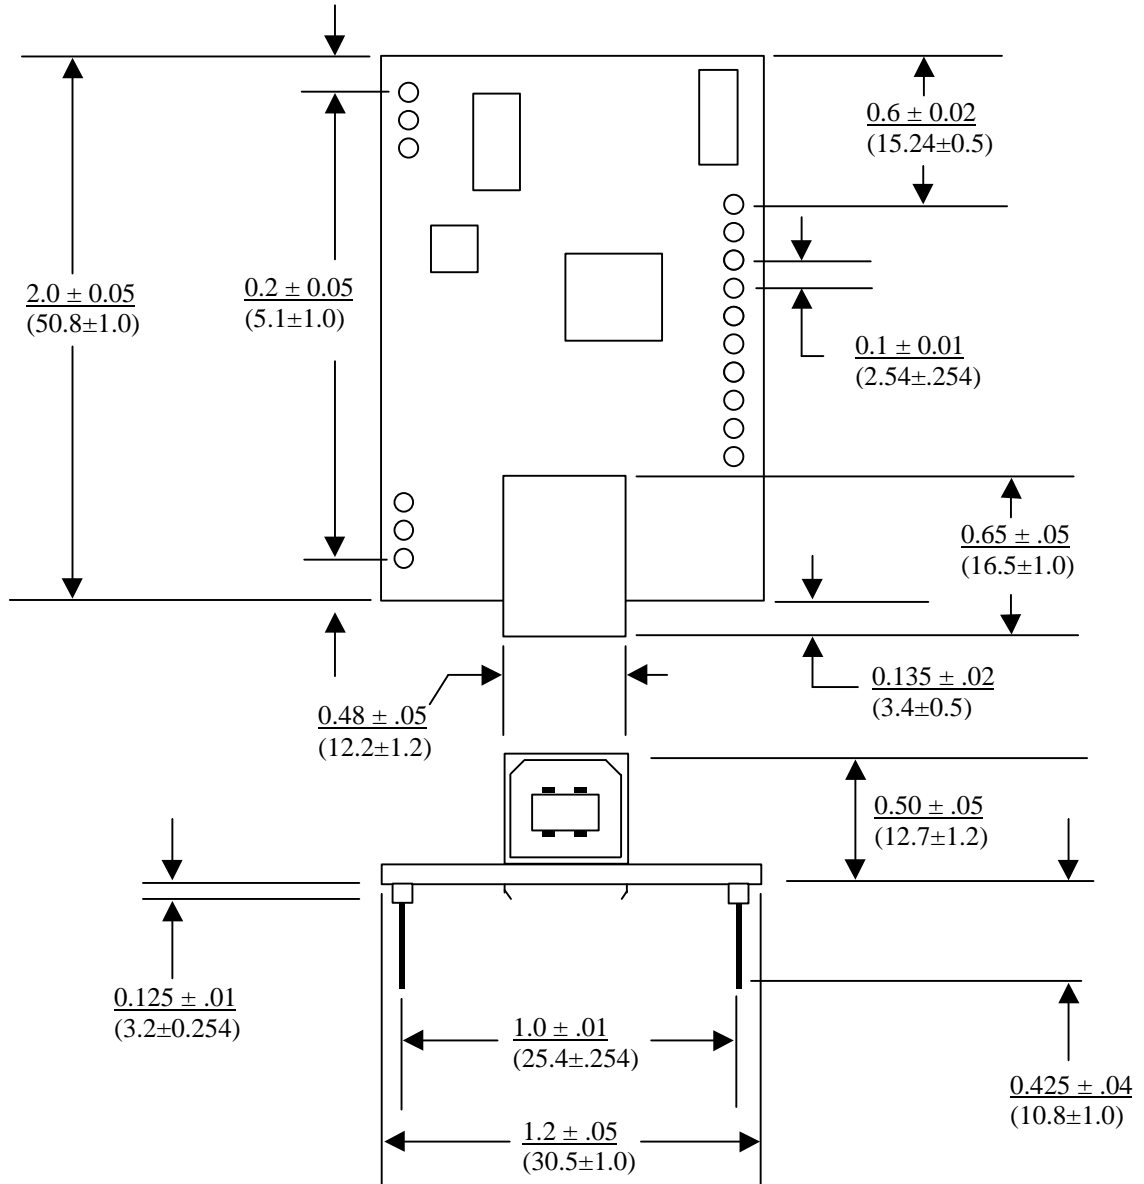 0.6 ± 0.02
(15.24±0.5)
2.0 ± 0.05
(50.8±1.0)
0.2 ± 0.05
(5.1±1.0)
0.1 ± 0.01
(2.54±.254)
0.65 ± .05
(16.5±1.0)
0.135 ± .02
(3.4±0.5)
0.48 ± .05
(12.2±1.2)
0.50 ± .05
(12.7±1.2)
0.125 ± .01
(3.2±0.254)
1.0 ± .01
(25.4±.254)
0.425 ± .04
(10.8±1.0)
1.2 ± .05
(30.5±1.0)